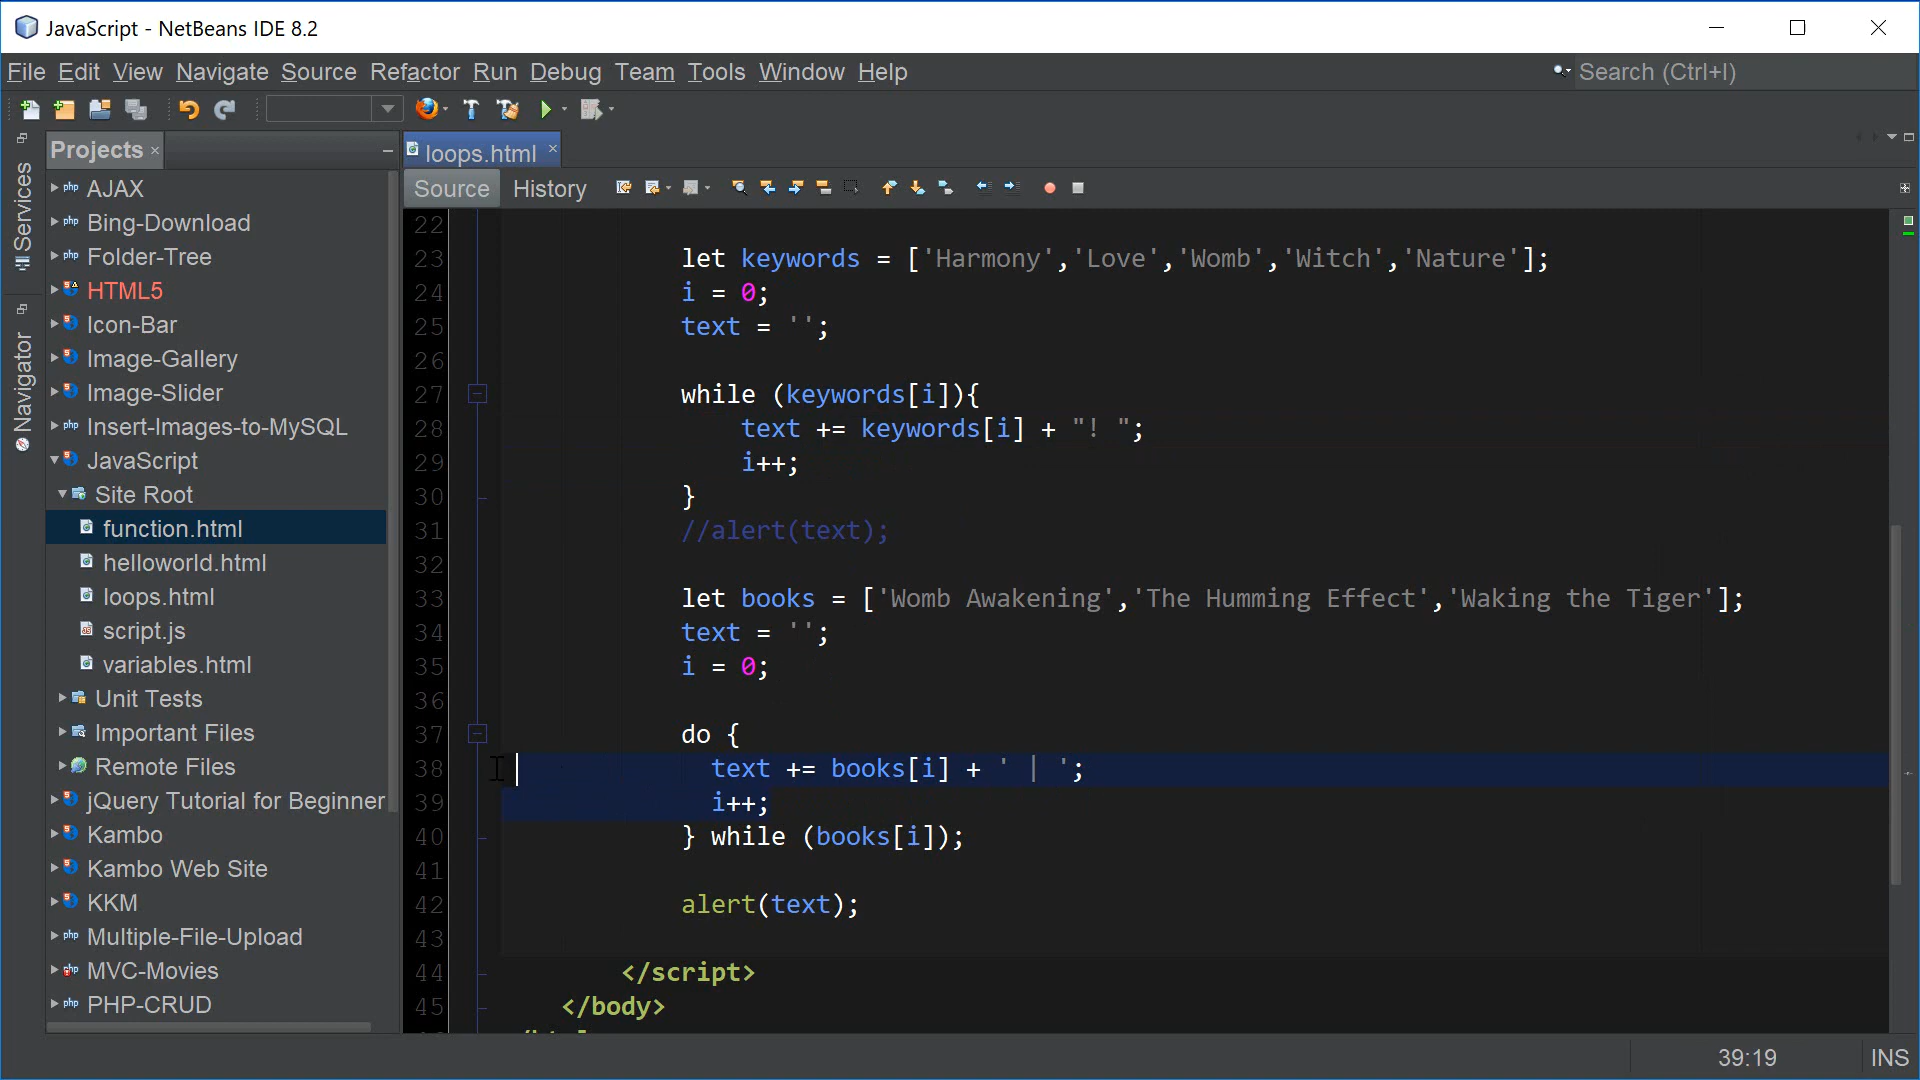 JavaScript - NetBeans IDE 8.2
File Edit View Navigate Source Refactor Run Debug Team Tools Window Help
Search (Ctrl+I)
Services
Navigator
Projects
AJAX
Bing-Download
Folder-Tree
HTML5
Icon-Bar
Image-Gallery
Image-Slider
Insert-Images-to-MySQL
JavaScript
Site Root
function.html
helloworld.html
loops.html
script.js
variables.html
Unit Tests
Important Files
Remote Files
jQuery Tutorial for Beginner
Kambo
Kambo Web Site
KKM
Multiple-File-Upload
MVC-Movies
PHP-CRUD
loops.html
Source History
22
23 let keywords = ['Harmony','Love','Womb','Witch','Nature'];
24 i = 0;
25 text = '';
26
27 while (keywords[i]){
28 text += keywords[i] + "! ";
29 i++;
30 }
31 //alert(text);
32
33 let books = ['Womb Awakening','The Humming Effect','Waking the Tiger'];
34 text = '';
35 i = 0;
36
37 do {
38 text += books[i] + ' | ';
39 i++;
40 } while (books[i]);
41
42 alert(text);
43
44 </script>
45 </body>
39:19 INS